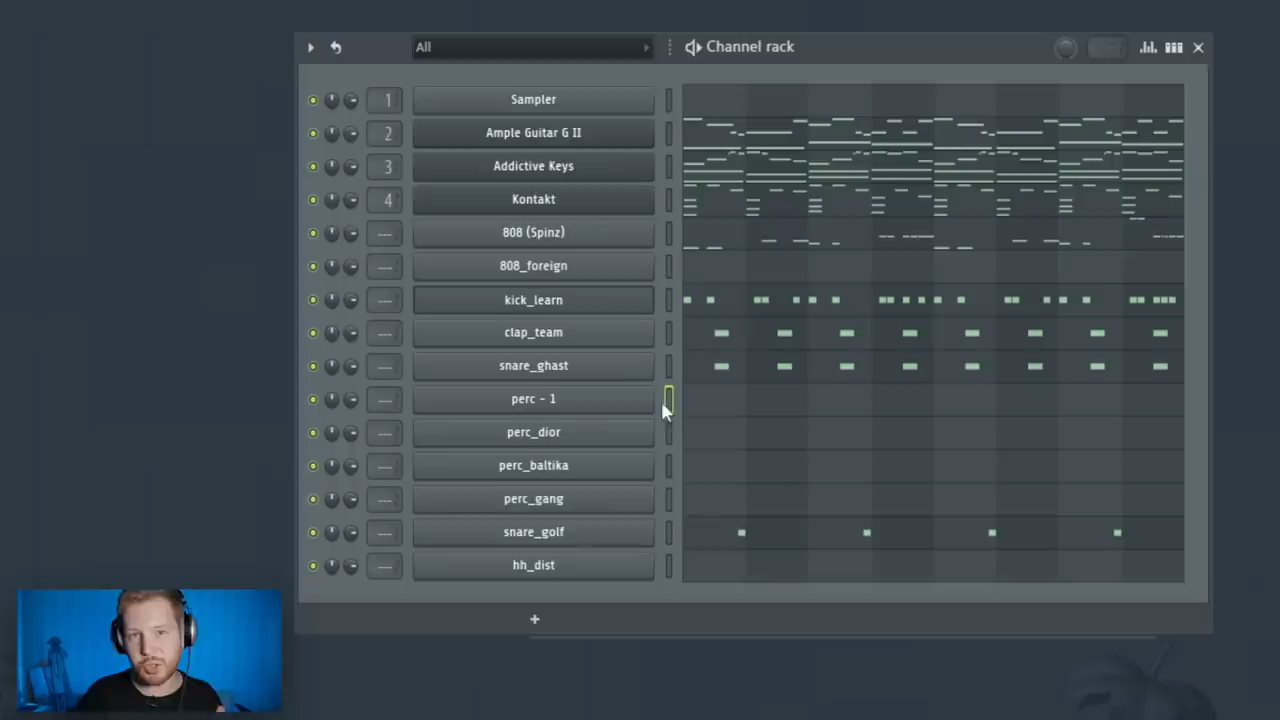 All
Channel rack
1 Sampler
2 Ample Guitar G II
3 Addictive Keys
4 Kontakt
--- 808 (Spinz)
--- 808_foreign
--- kick_learn
--- clap_team
--- snare_ghast
--- perc - 1
--- perc_dior
--- perc_baltika
--- perc_gang
--- snare_golf
--- hh_dist
+